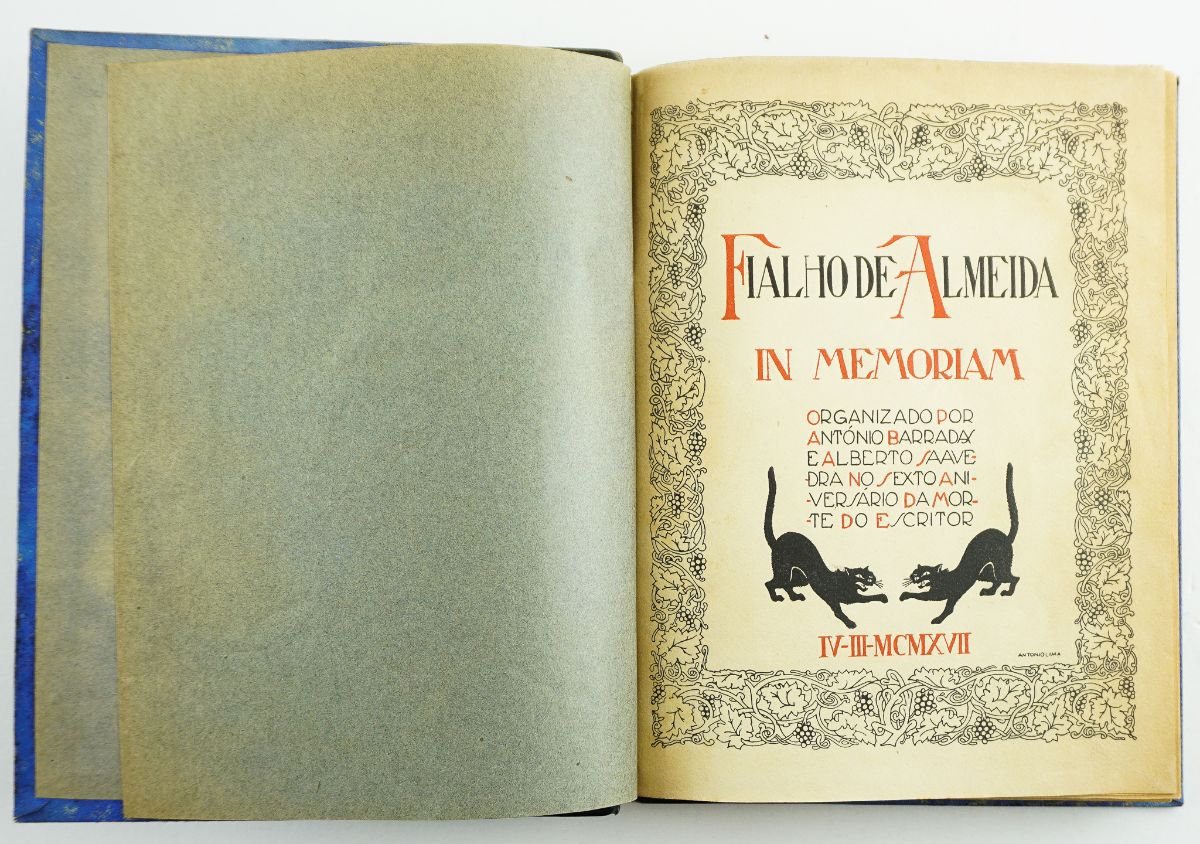 FIALHO DE ALMEIDA
IN MEMORIAM
ORGANIZADO POR
ANTÓNIO BARRADAS
E ALBERTO SAAVE-
DRA NO SEXTO ANI-
-VERSÁRIO DA MOR-
-TE DO ESCRITOR
IV-III-MCMXVII
ANTONIO LIMA